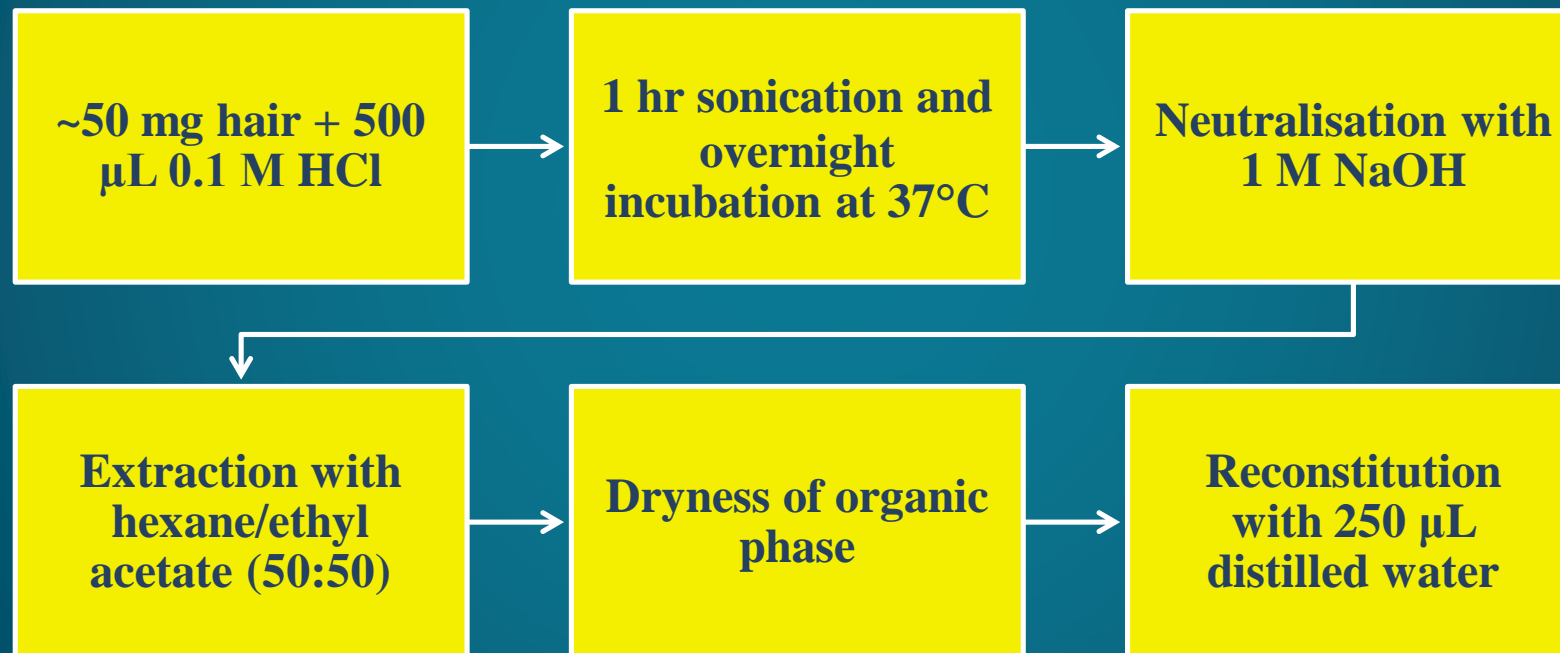 ~50 mg hair + 500
µL 0.1 M HCl
1 hr sonication and
overnight
incubation at 37°C
Neutralisation with
1 M NaOH
Extraction with
hexane/ethyl
acetate (50:50)
Dryness of organic
phase
Reconstitution
with 250 µL
distilled water